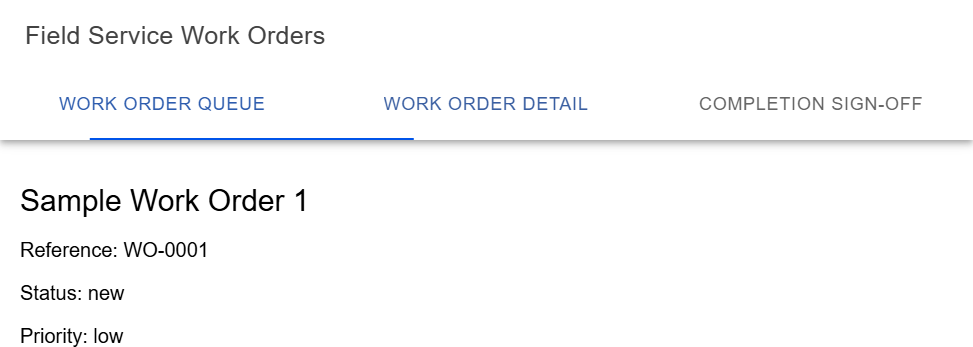 Field Service Work Orders
WORK ORDER QUEUE WORK ORDER DETAIL COMPLETION SIGN-OFF
Sample Work Order 1
Reference: WO-0001
Status: new
Priority: low